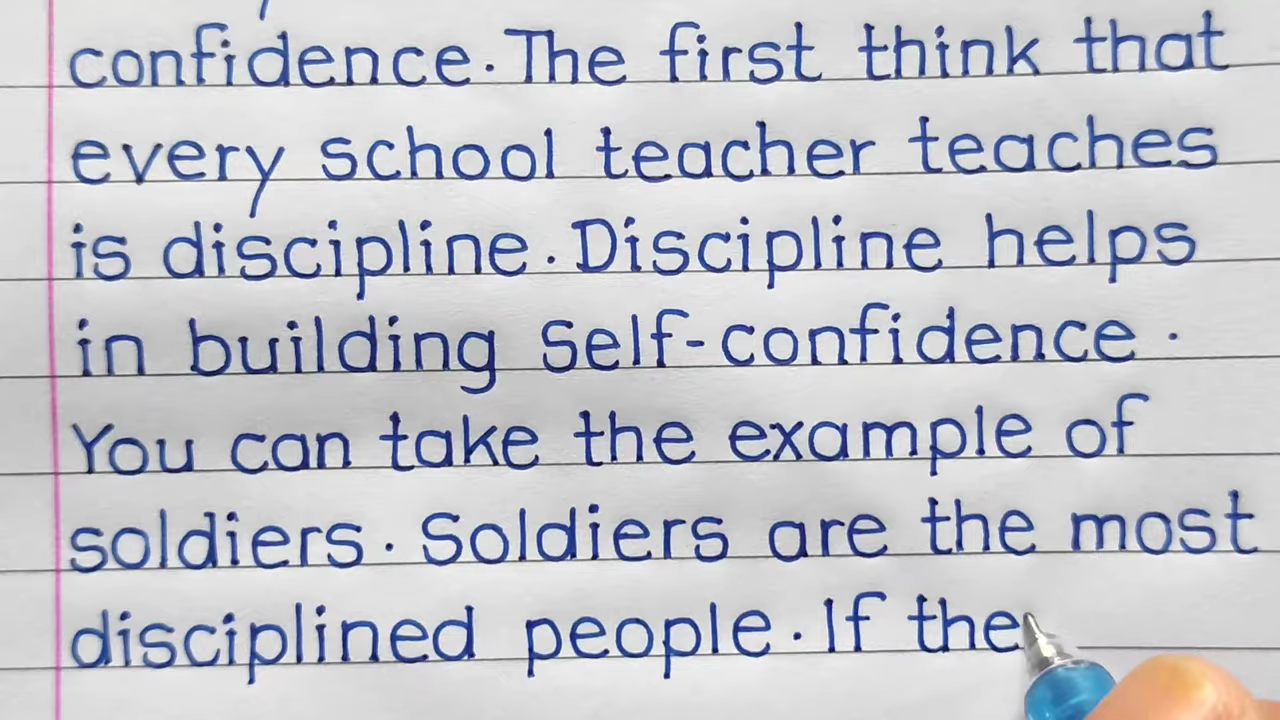 confidence. The first think that
every school teacher teaches
is discipline. Discipline helps
in building Self-confidence.
You can take the example of
soldiers. Soldiers are the most
disciplined people. If the